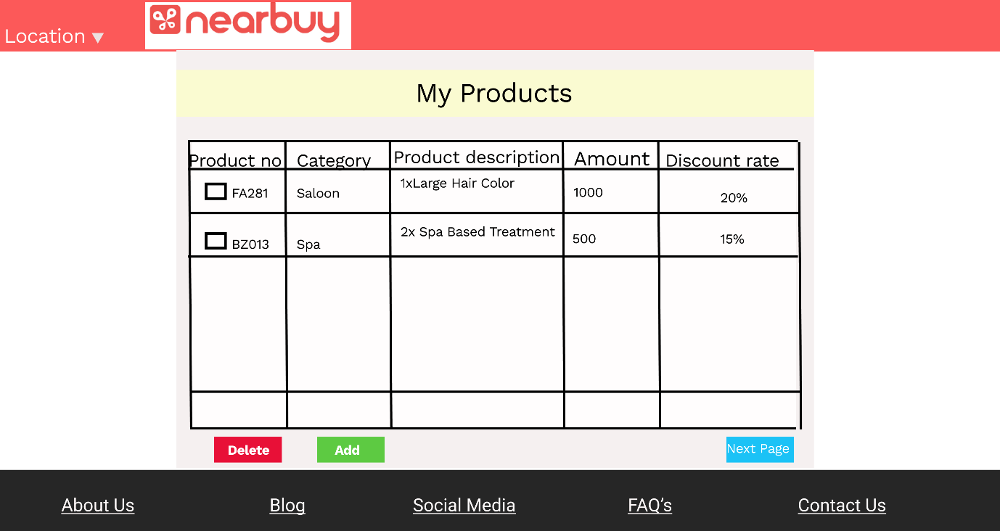 Location ▼
nearbuy
My Products
Product no Category Product description Amount Discount rate
FA281 Saloon 1xLarge Hair Color 1000 20%
BZ013 Spa 2x Spa Based Treatment 500 15%
Delete Add Next Page
About Us Blog Social Media FAQ’s Contact Us